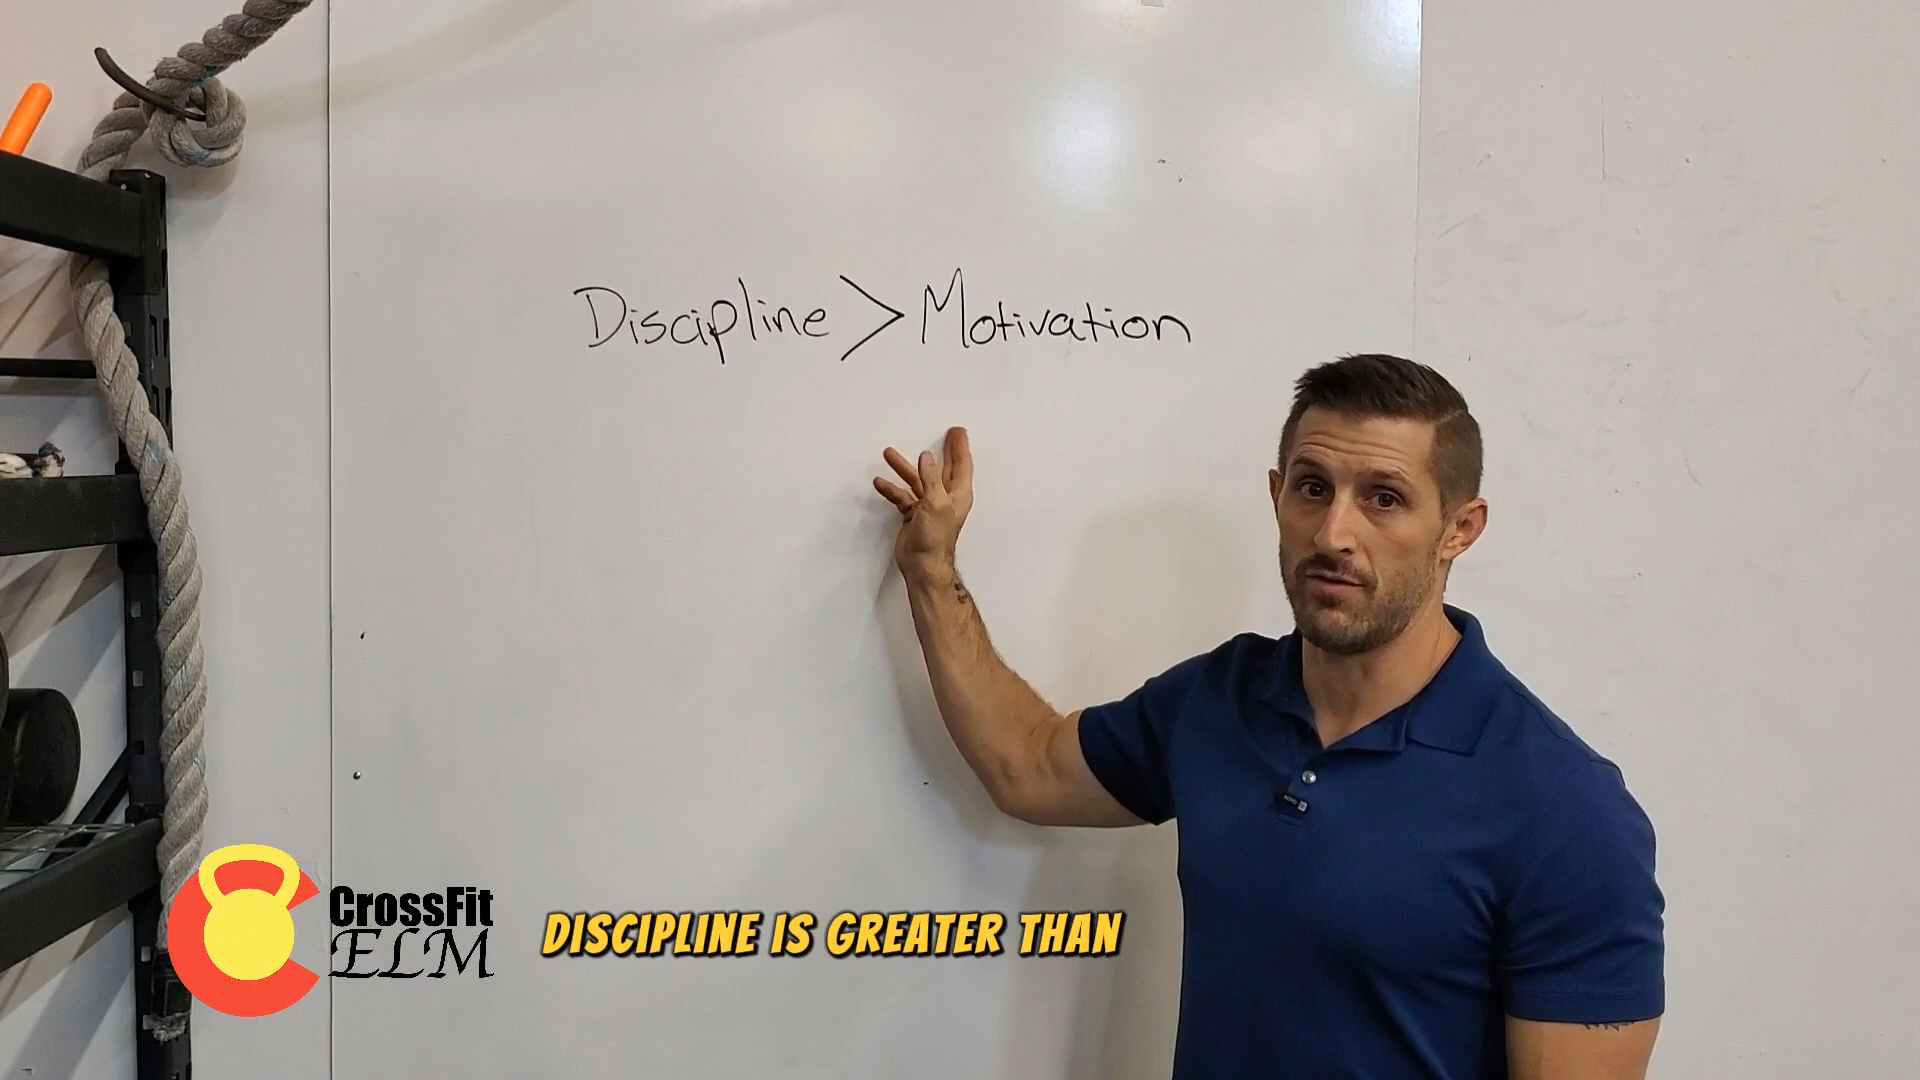 Discipline > Motivation
CrossFit
ELM
DISCIPLINE IS GREATER THAN